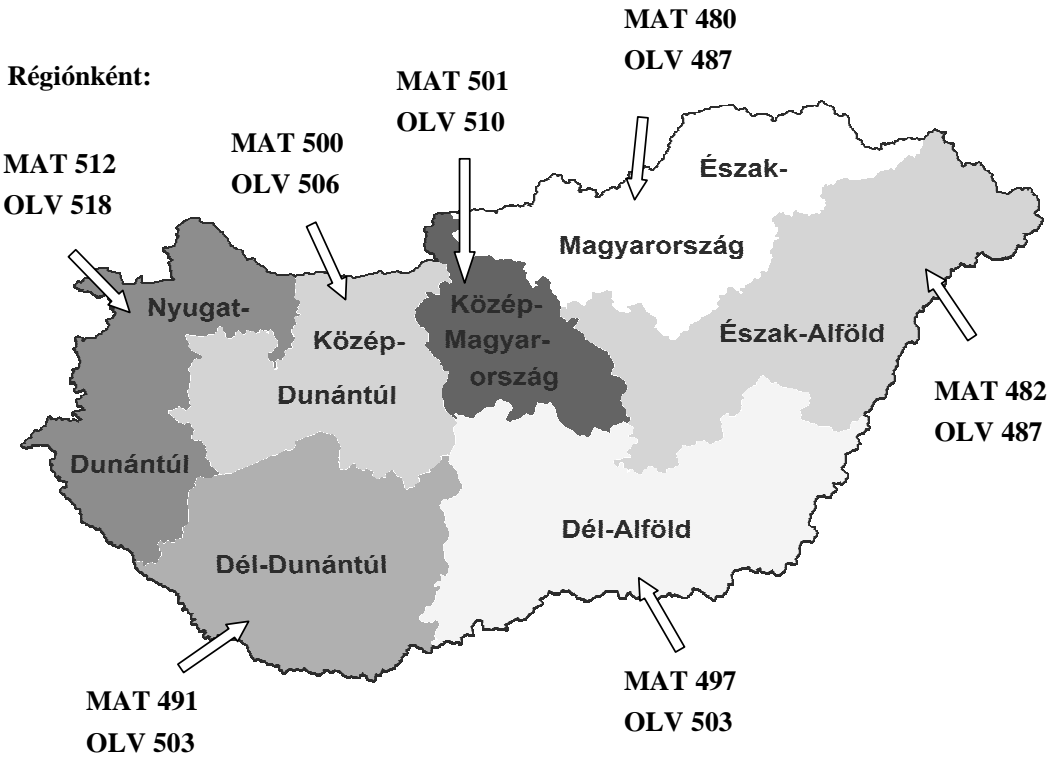 MAT 480
OLV 487
Régiónként:
MAT 501
OLV 510
MAT 500
OLV 506
MAT 512
OLV 518
Észak-
Magyarország
Nyugat-
Dunántúl
Közép-
Dunántúl
Közép-
Magyar-
ország
Észak-Alföld
MAT 482
OLV 487
Dél-Alföld
Dél-Dunántúl
MAT 497
OLV 503
MAT 491
OLV 503